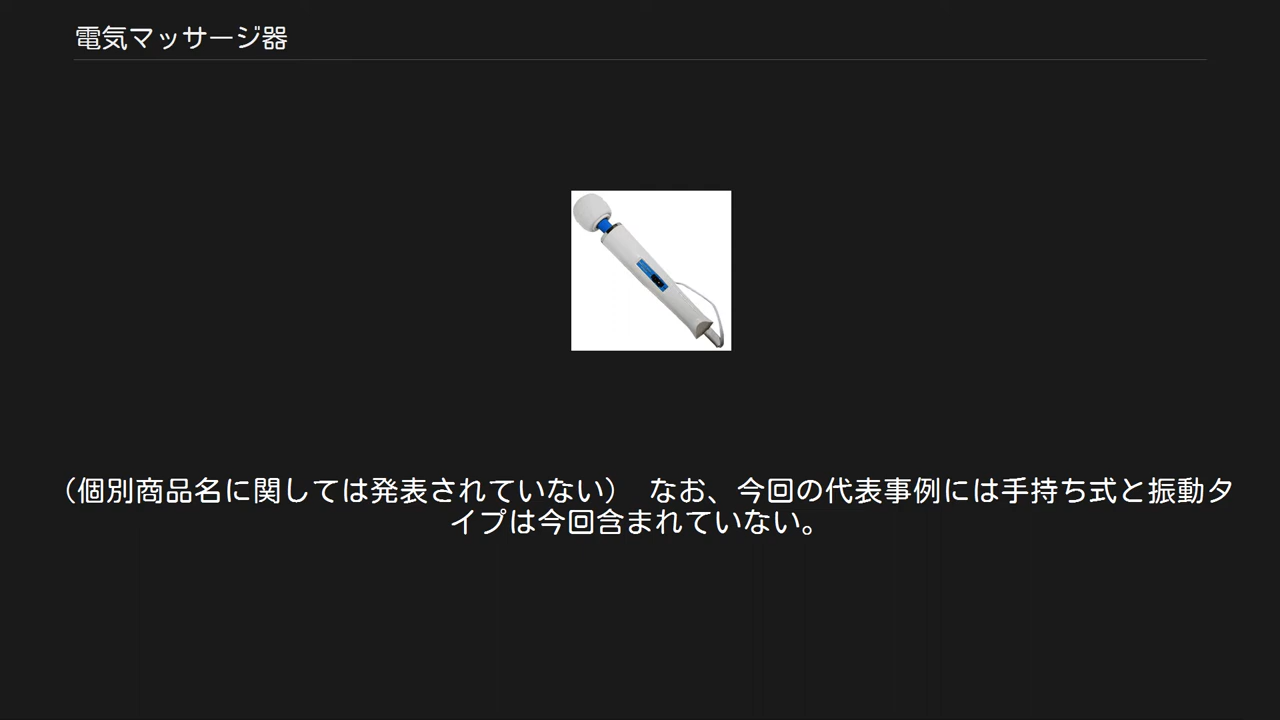 電気マッサージ器
（個別商品名に関しては発表されていない）　なお、今回の代表事例には手持ち式と振動タ
イプは今回含まれていない。